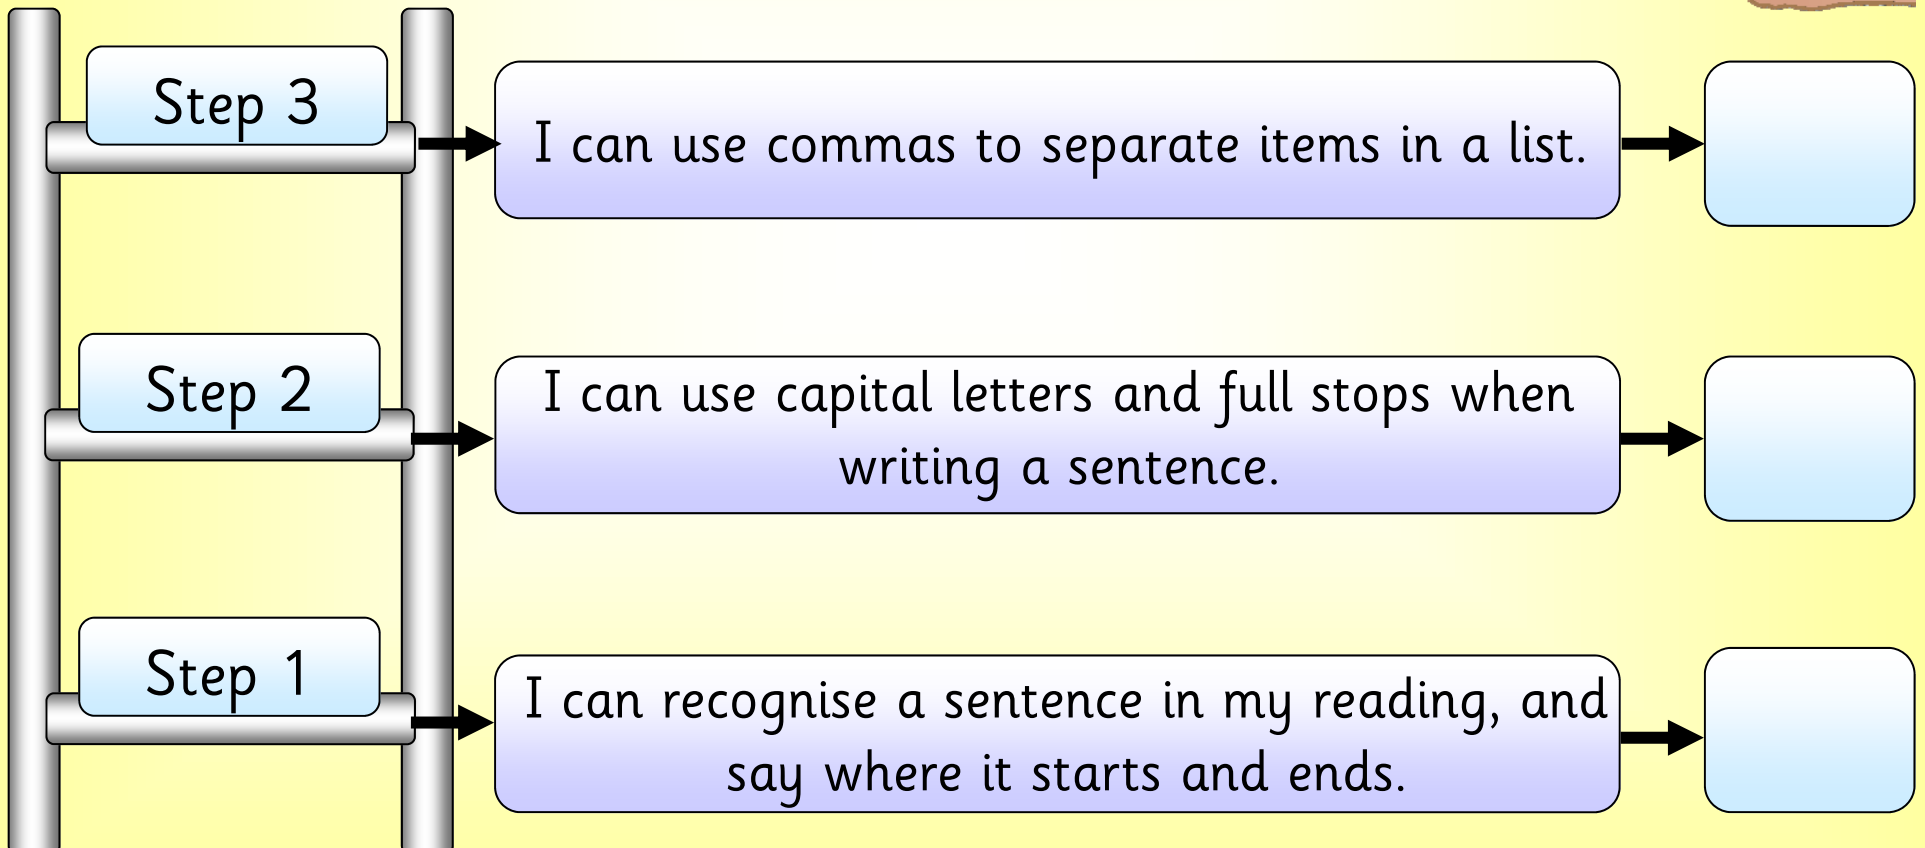 Step 3
I can use commas to separate items in a list.
Step 2
I can use capital letters and full stops when
writing a sentence.
Step 1
I can recognise a sentence in my reading, and
say where it starts and ends.